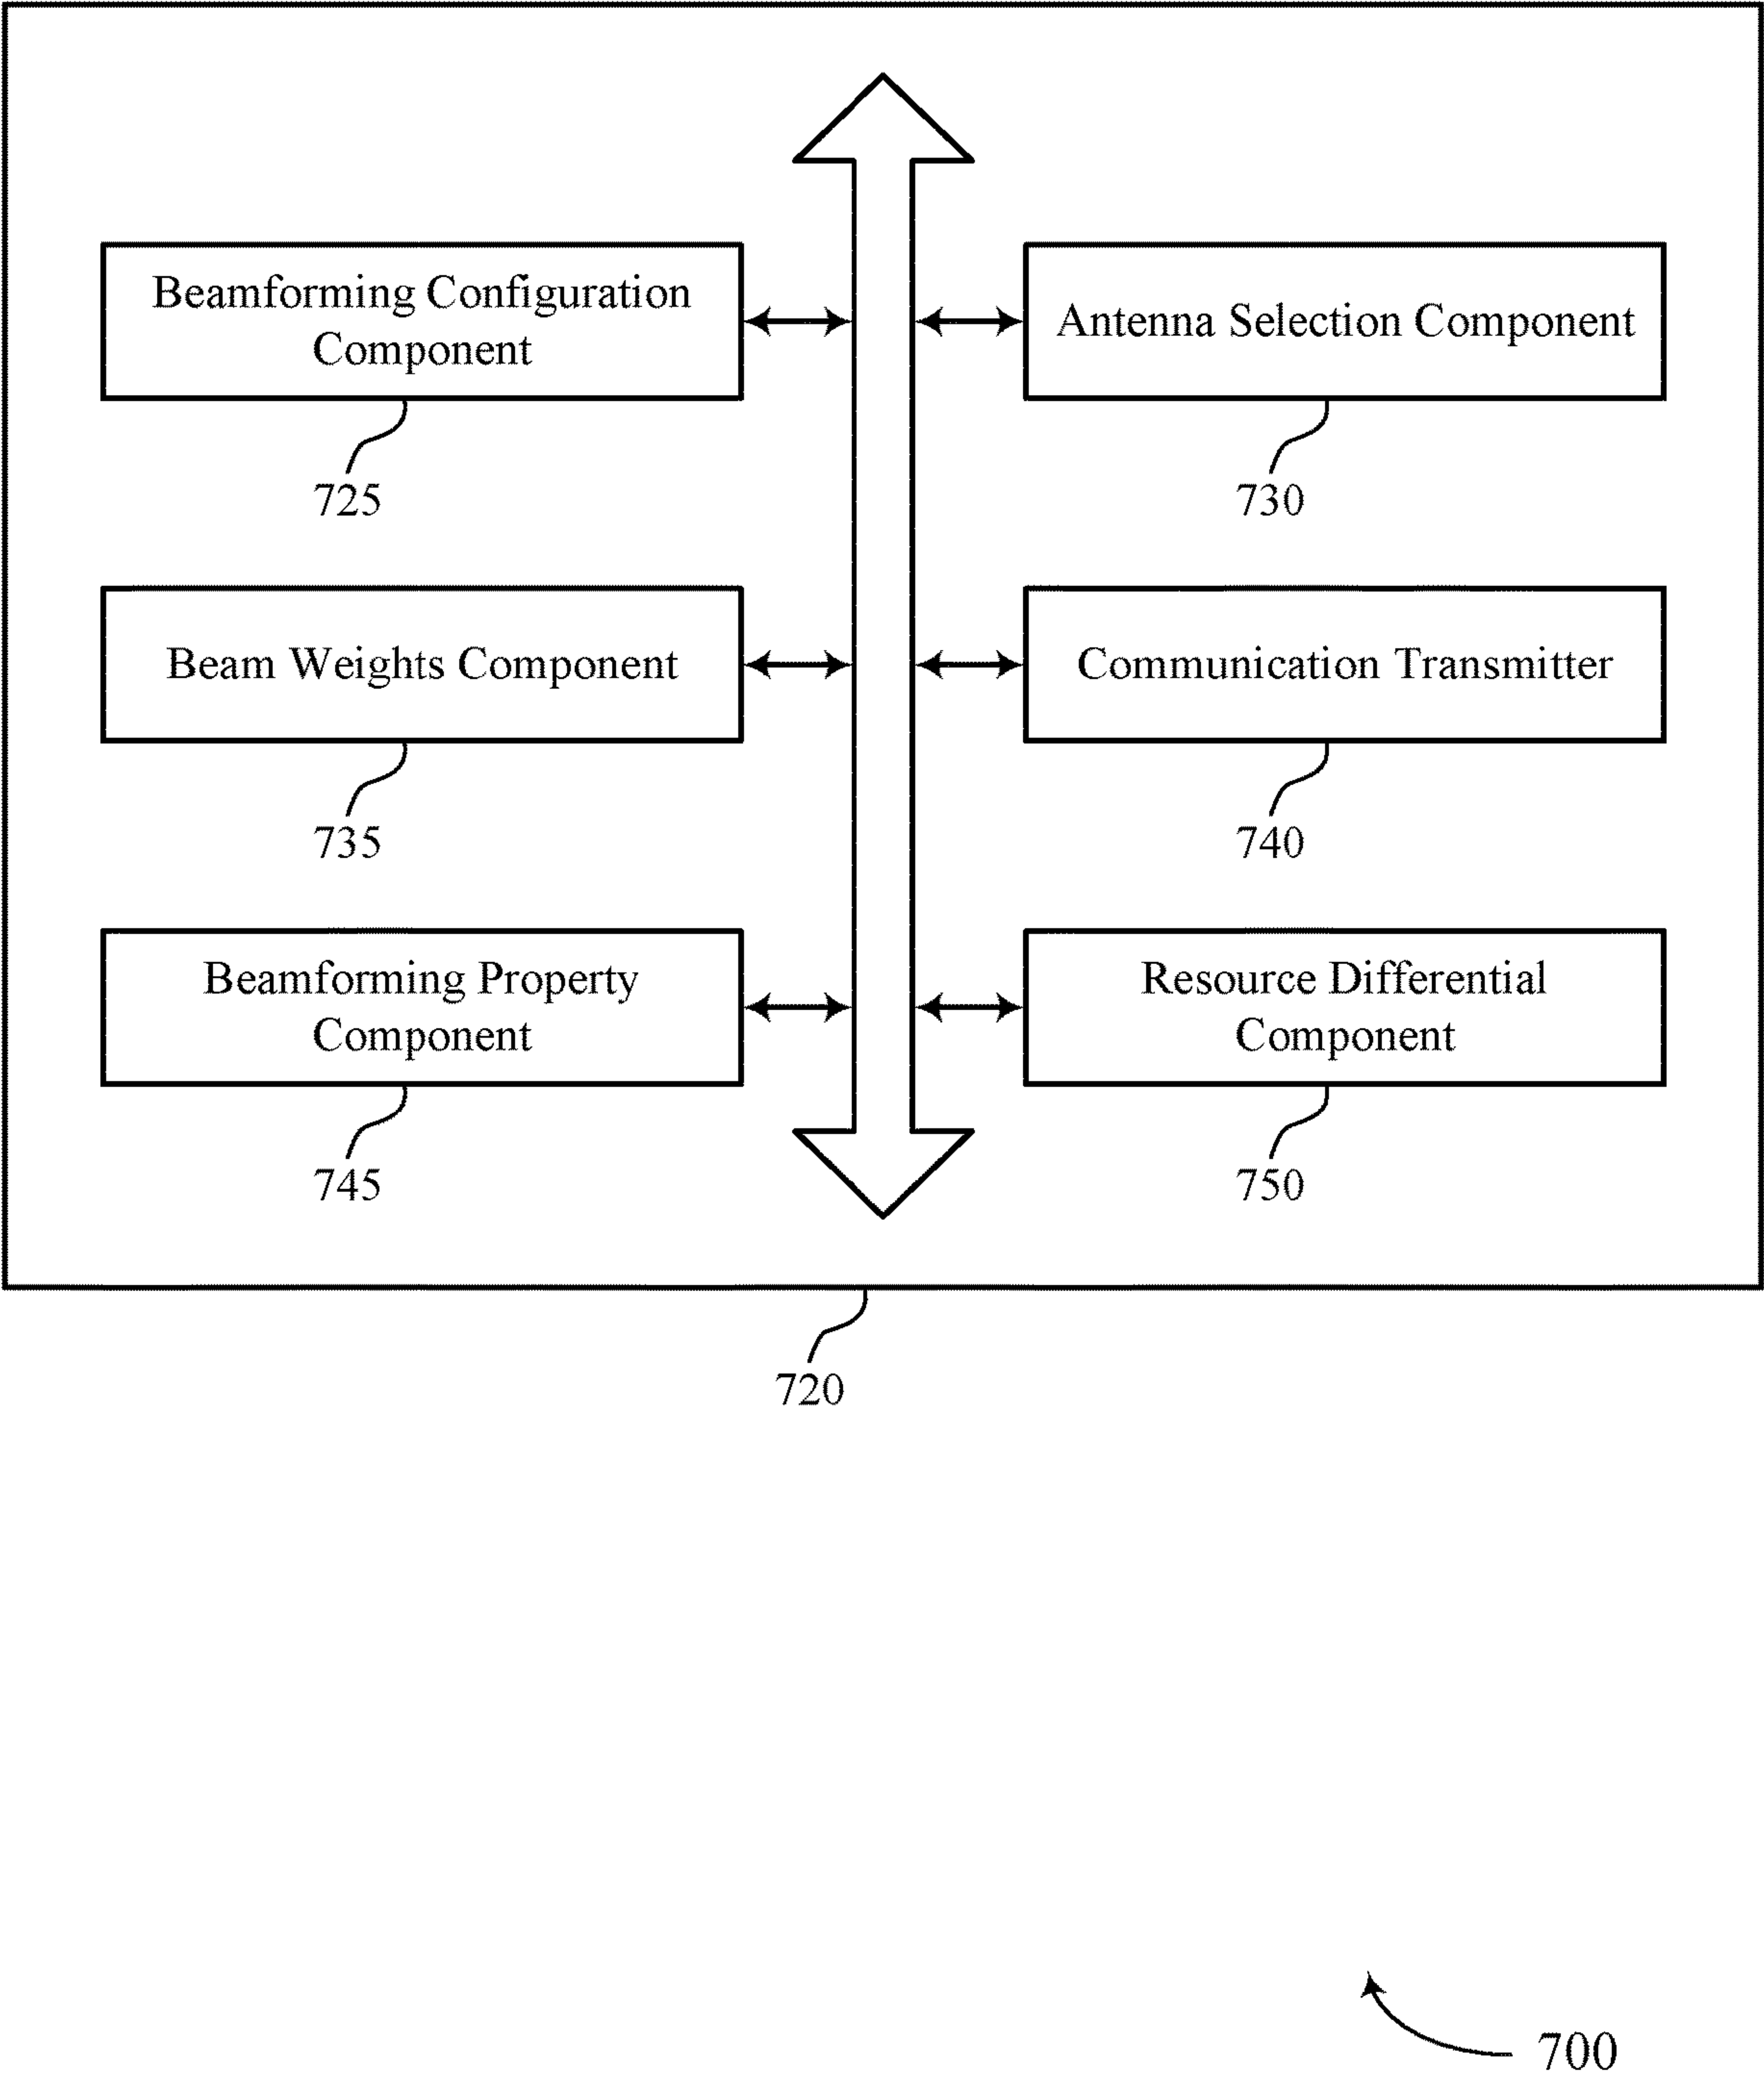 Beamforming Configuration
Component
725
Antenna Selection Component
730
Beam Weights Component
735
Communication Transmitter
740
Beamforming Property
Component
745
Resource Differential
Component
750
720
700